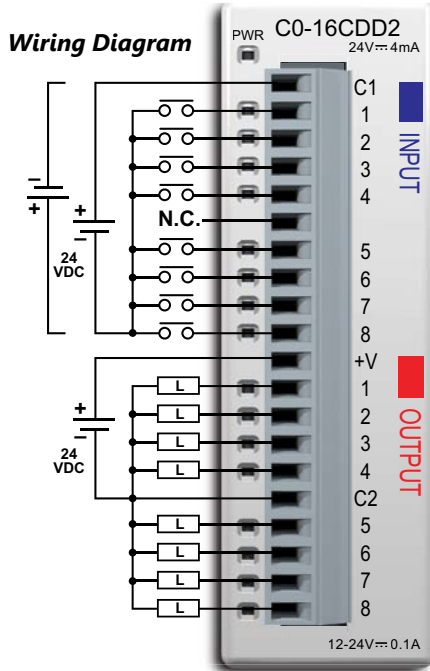 Wiring Diagram
PWR
C0-16CDD2
24V⎓4mA
C1
1
2
3
4
N.C.
5
6
7
8
INPUT
−
+
+
−
24
VDC
+V
1
2
3
4
C2
5
6
7
8
OUTPUT
L
L
L
L
L
L
L
L
+
−
24
VDC
12-24V⎓0.1A